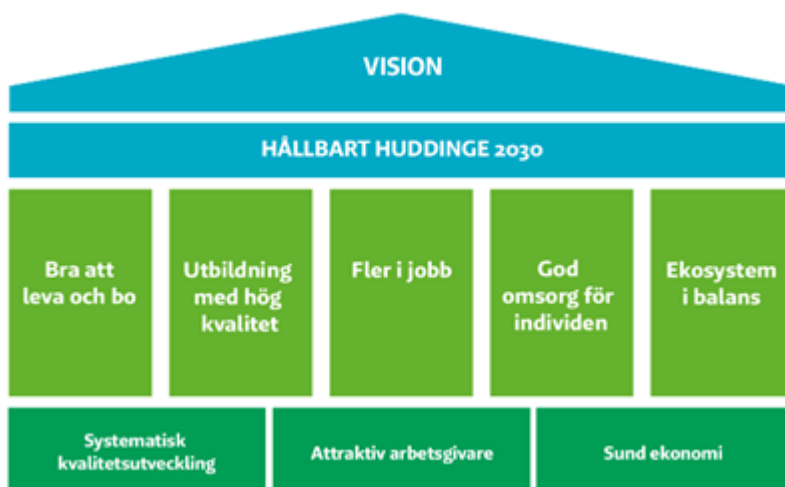 VISION
HÅLLBART HUDDINGE 2030
Bra att
leva och bo
Utbildning
med hög
kvalitet
Fler i jobb
God
omsorg för
individen
Ekosystem
i balans
Systematisk
kvalitetsutveckling
Attraktiv arbetsgivare
Sund ekonomi